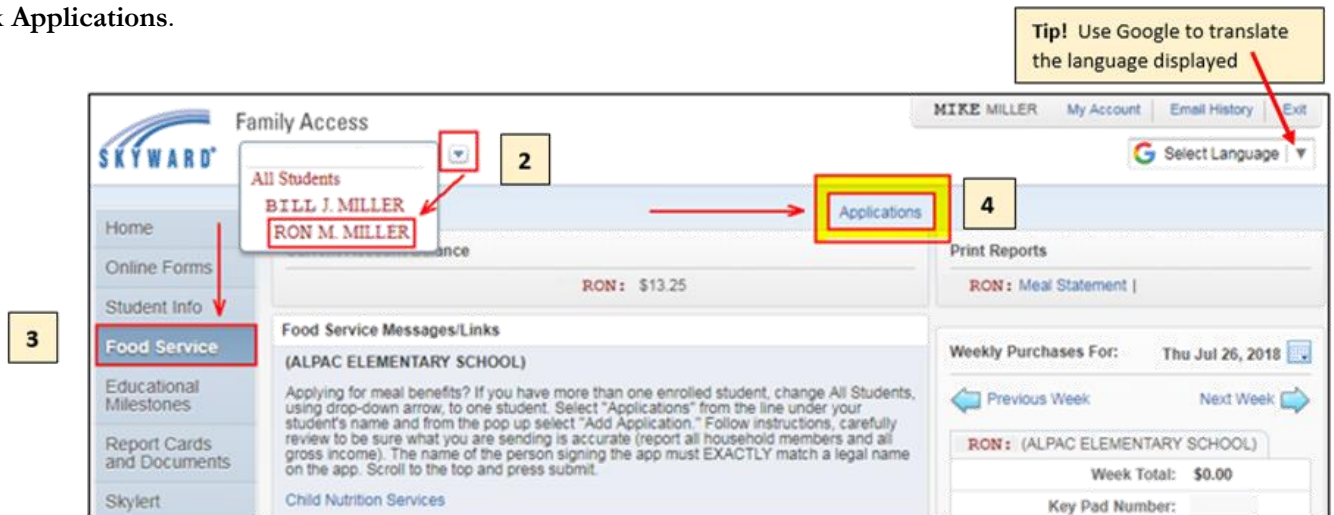 Applications.
Tip! Use Google to translate
the language displayed
SKYWARD®
Family Access
MIKE MILLER My Account Email History Exit
Select Language ▼
2
All Students
BILL J. MILLER
RON M. MILLER
Applications
4
Home
Online Forms
Student Info
3
Food Service
Educational
Milestones
Report Cards
and Documents
Skylert
RON: $13.25
Food Service Messages/Links
(ALPAC ELEMENTARY SCHOOL)
Applying for meal benefits? If you have more than one enrolled student, change All Students,
using drop-down arrow, to one student. Select "Applications" from the line under your
student's name and from the pop up select "Add Application." Follow instructions, carefully
review to be sure what you are sending is accurate (report all household members and all
gross income). The name of the person signing the app must EXACTLY match a legal name
on the app. Scroll to the top and press submit.
Child Nutrition Services
Print Reports
RON: Meal Statement |
Weekly Purchases For: Thu Jul 26, 2018
Previous Week Next Week
RON: (ALPAC ELEMENTARY SCHOOL)
Week Total: $0.00
Key Pad Number: